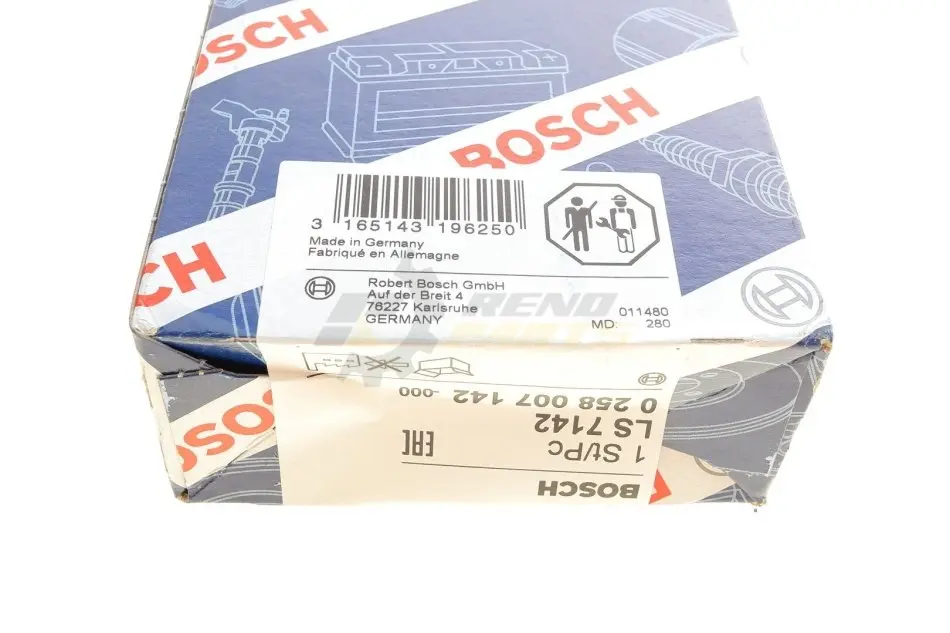 BOSCH
BOSCH
BOSCH
3 165143 196250
Made in Germany
Fabriqué en Allemagne
Robert Bosch GmbH
Auf der Breit 4
76227 Karlsruhe
GERMANY
011480
MD: 280
RENO
PARTS
0 258 007 142 -000
LS 7142
1 St/Pc
EAC
BOSCH
BOSCH